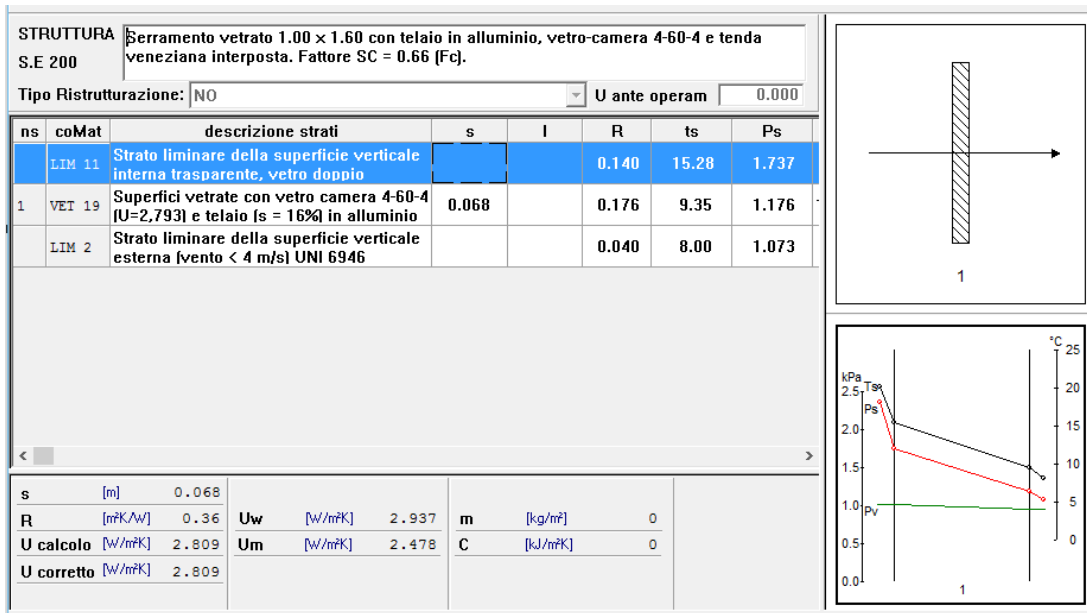 STRUTTURA
S.E 200
Serramento vetrato 1.00 x 1.60 con telaio in alluminio, vetro-camera 4-60-4 e tenda
veneziana interposta. Fattore SC = 0.66 (Fc).
Tipo Ristrutturazione: NO U ante operam 0.000
ns coMat descrizione strati s l R ts Ps
LIM 11 Strato liminare della superficie verticale
interna trasparente, vetro doppio 0.140 15.28 1.737
1 VET 19 Superfici vetrate con vetro camera 4-60-4
(U=2,793) e telaio (s = 16%) in alluminio 0.068 0.176 9.35 1.176
LIM 2 Strato liminare della superficie verticale
esterna (vento < 4 m/s) UNI 6946 0.040 8.00 1.073
s [m] 0.068
R [m²K/W] 0.36 Uw [W/m²K] 2.937 m [kg/m²] 0
U calcolo [W/m²K] 2.809 Um [W/m²K] 2.478 C [kJ/m²K] 0
U corretto [W/m²K] 2.809
1
°C
25
kPa
2.5 Ts 20
Ps
2.0 15
1.5 10
1.0 Pv 5
0.5 0
0.0
1